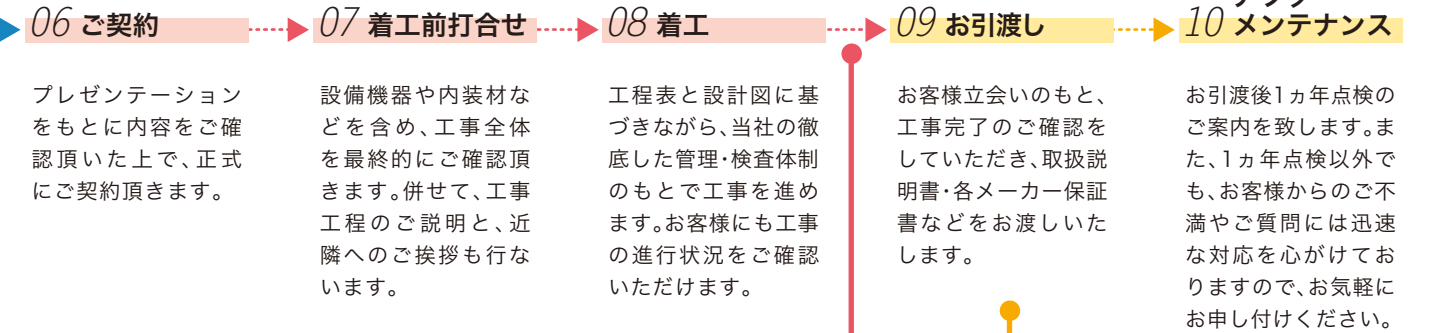 06 ご契約
プレゼンテーション
をもとに内容をご確
認頂いた上で、正式
にご契約頂きます。
07 着工前打合せ
設備機器や内装材な
どを含め、工事全体
を最終的にご確認頂
きます。併せて、工事
工程のご説明と、近
隣へのご挨拶も行な
います。
08 着工
工程表と設計図に基
づきながら、当社の徹
底した管理・検査体制
のもとで工事を進め
ます。お客様にも工事
の進行状況をご確認
いただけます。
09 お引渡し
お客様立会いのもと、
工事完了のご確認を
していただき、取扱説
明書・各メーカー保証
書などをお渡しいた
します。
10 メンテナンス
お引渡後1ヵ年点検の
ご案内を致します。ま
た、1ヵ年点検以外で
も、お客様からのご不
満やご質問には迅速
な対応を心がけてお
りますので、お気軽に
お申し付けください。